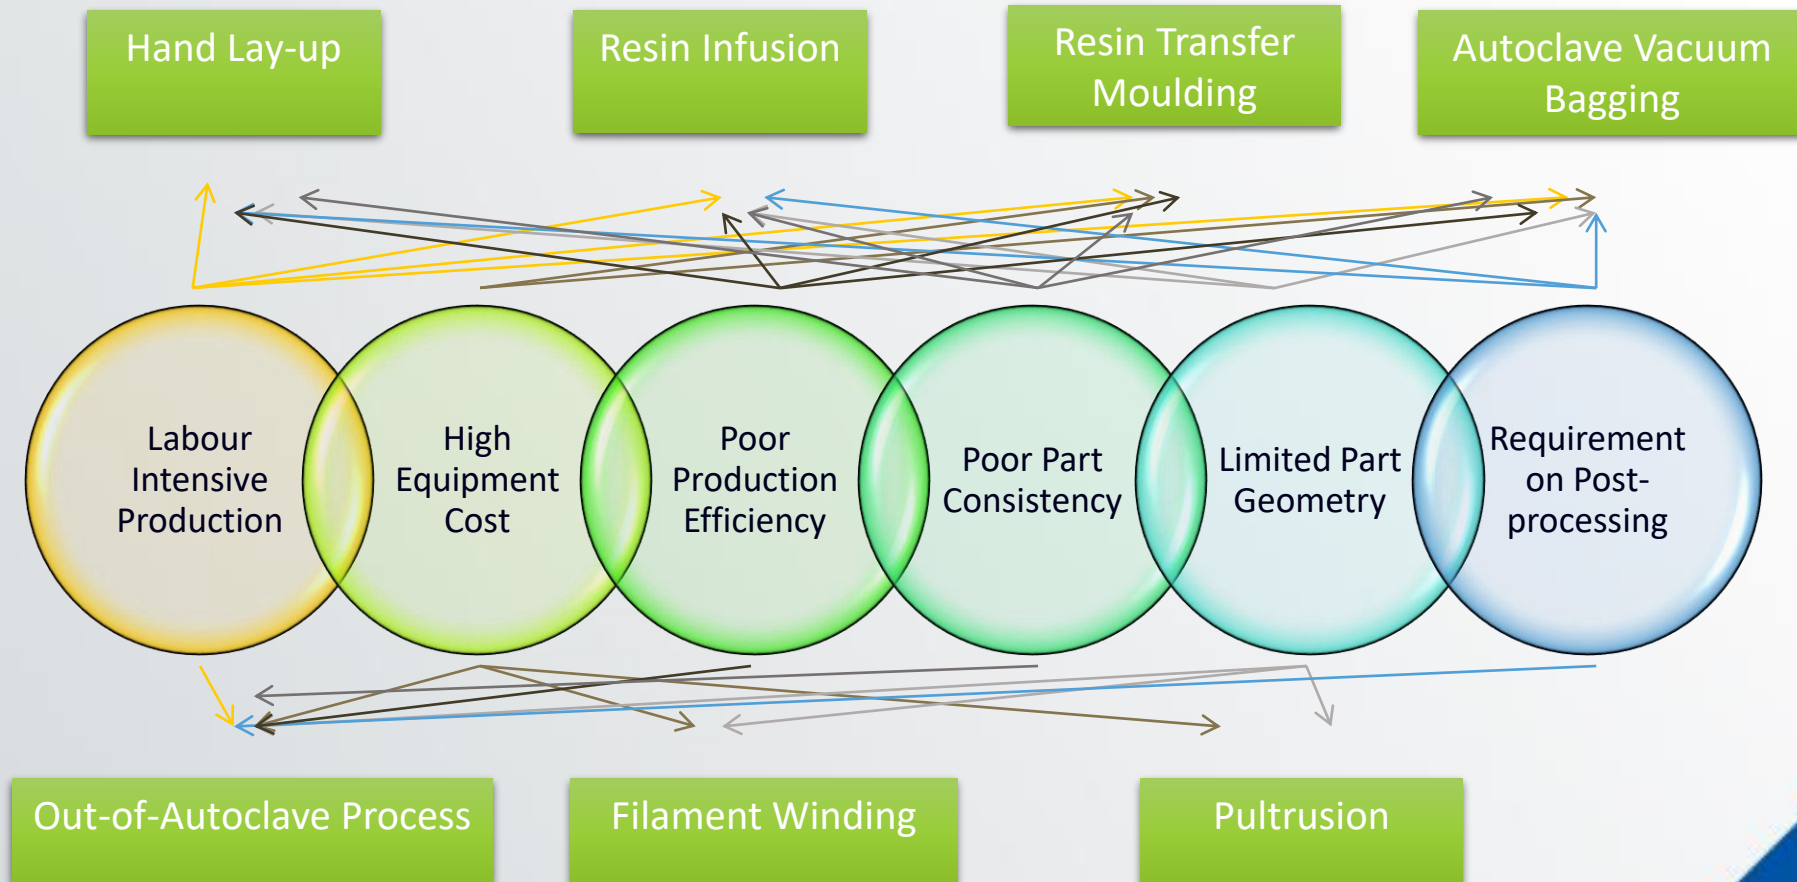 Hand Lay-up
Resin Infusion
Resin Transfer
Moulding
Autoclave Vacuum
Bagging
Labour
Intensive
Production
High
Equipment
Cost
Poor
Production
Efficiency
Poor Part
Consistency
Limited Part
Geometry
Requirement
on Post-
processing
Out-of-Autoclave Process
Filament Winding
Pultrusion